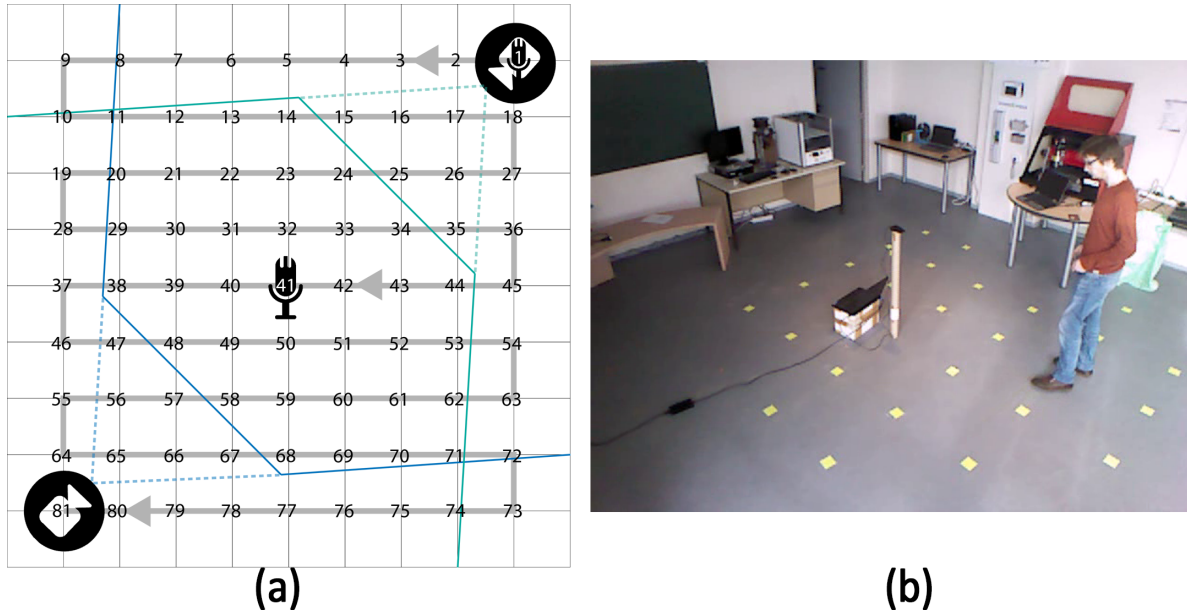 9 8 7 6 5 4 3 2 1
10 11 12 13 14 15 16 17 18
19 20 21 22 23 24 25 26 27
28 29 30 31 32 33 34 35 36
37 38 39 40 41 42 43 44 45
46 47 48 49 50 51 52 53 54
55 56 57 58 59 60 61 62 63
64 65 66 67 68 69 70 71 72
81 80 79 78 77 76 75 74 73
(a) (b)